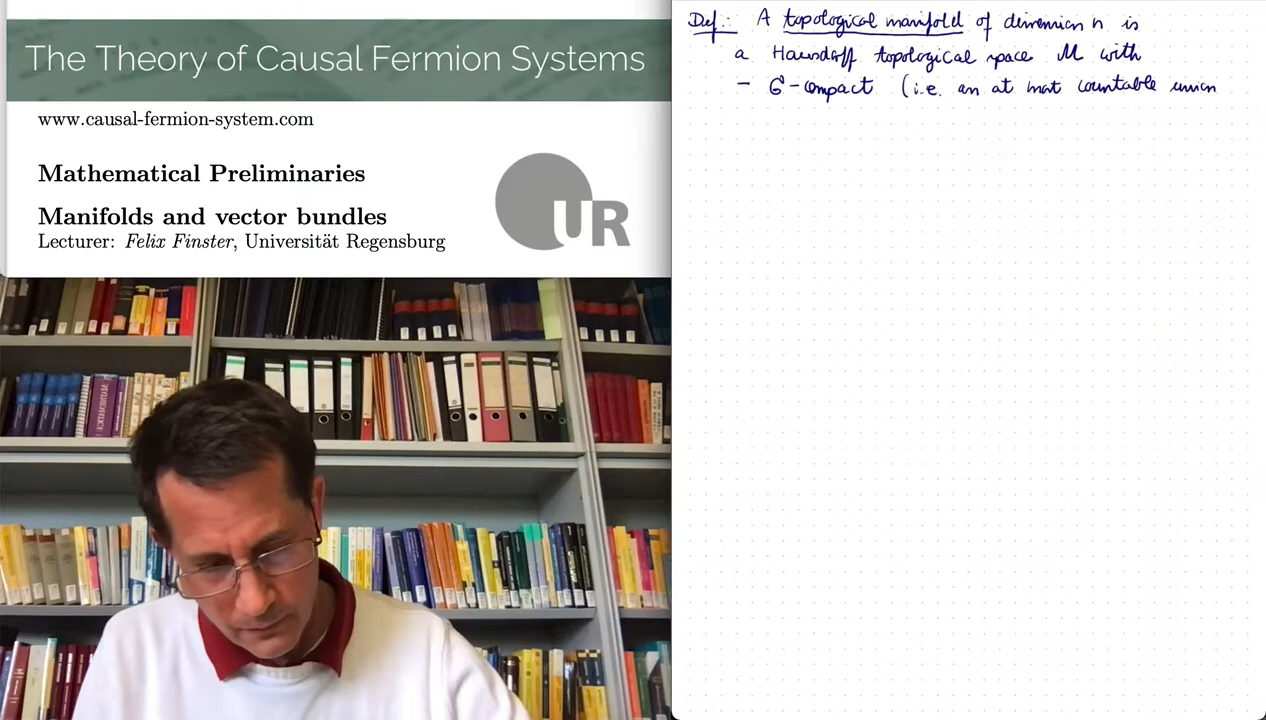 The Theory of Causal Fermion Systems
www.causal-fermion-system.com
Mathematical Preliminaries
Manifolds and vector bundles
Lecturer: Felix Finster, Universität Regensburg
UR
Def.: A topological manifold of dimension n is
a Hausdorff topological space M with
- σ-compact (i.e. an at most countable union